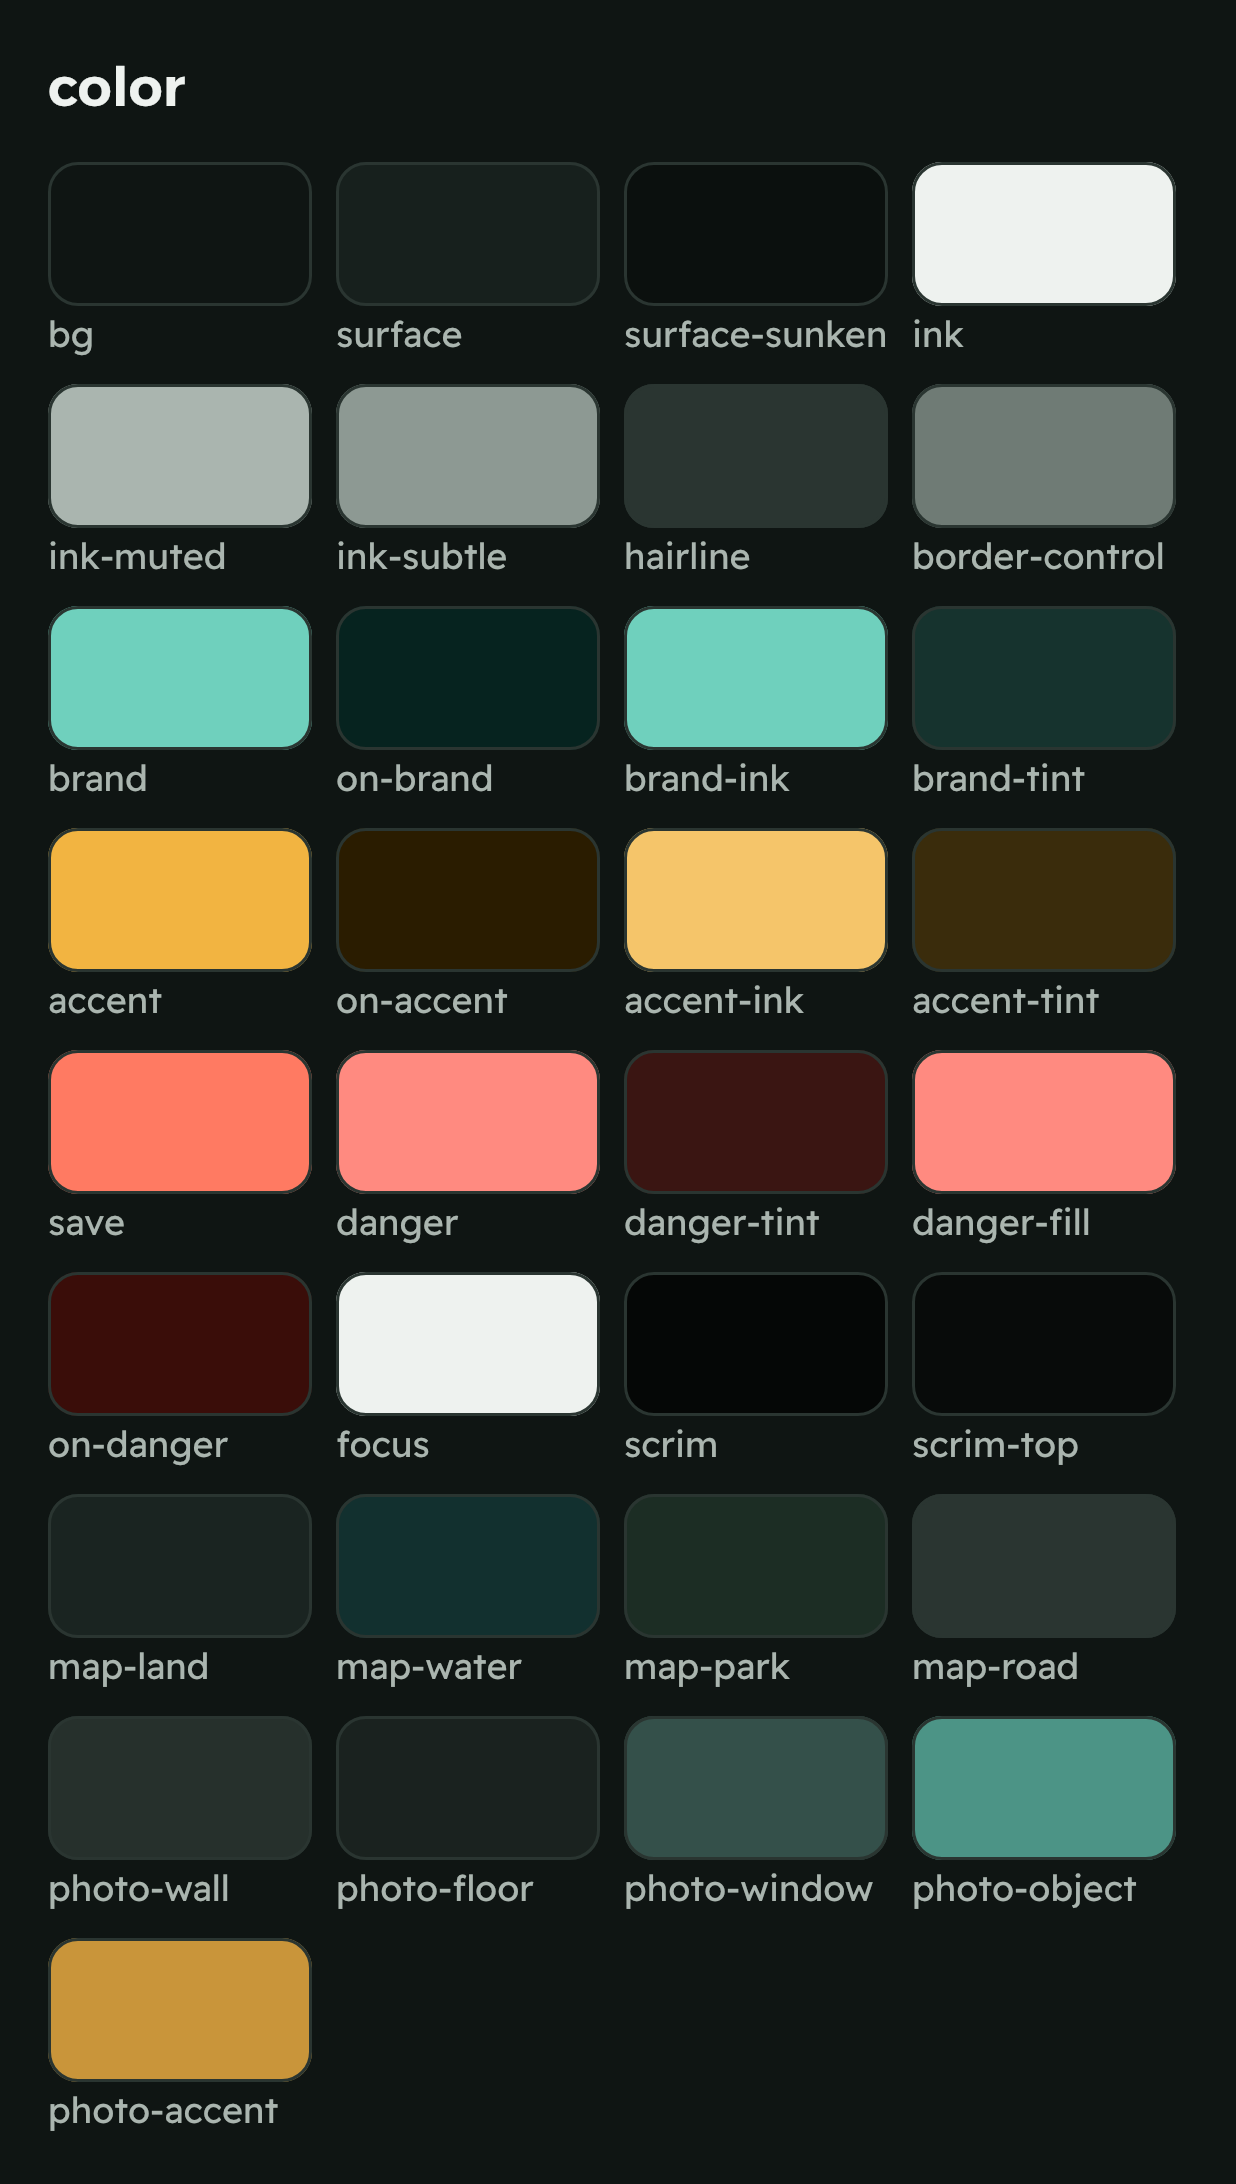 color
bg
surface
surface-sunken
ink
ink-muted
ink-subtle
hairline
border-control
brand
on-brand
brand-ink
brand-tint
accent
on-accent
accent-ink
accent-tint
save
danger
danger-tint
danger-fill
on-danger
focus
scrim
scrim-top
map-land
map-water
map-park
map-road
photo-wall
photo-floor
photo-window
photo-object
photo-accent